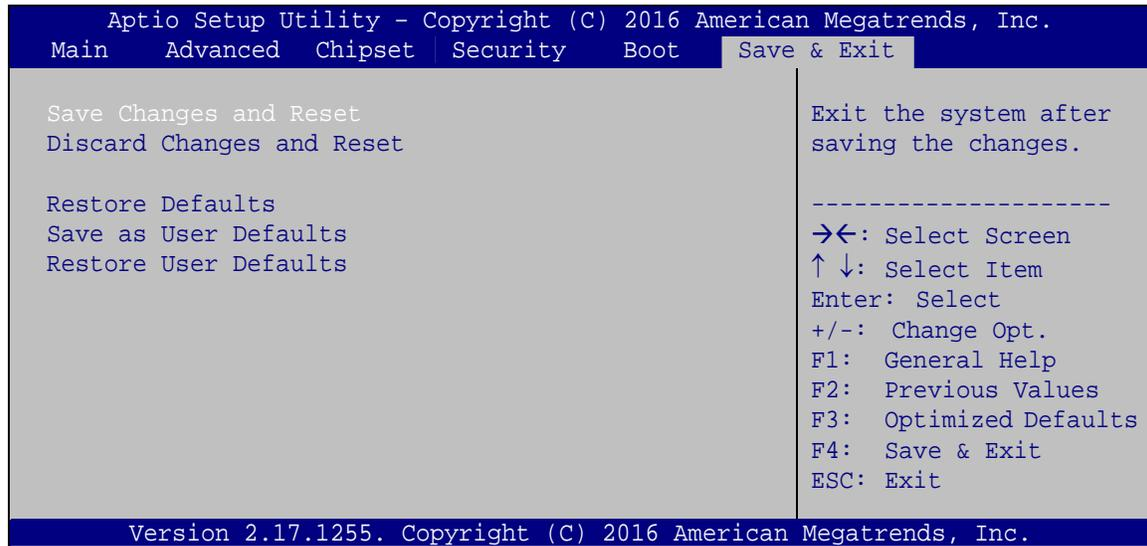 Aptio Setup Utility – Copyright (C) 2016 American Megatrends, Inc.
Main Advanced Chipset Security Boot Save & Exit
Save Changes and Reset
Discard Changes and Reset
Restore Defaults
Save as User Defaults
Restore User Defaults
Exit the system after
saving the changes.
---------------------
→←: Select Screen
↑ ↓: Select Item
Enter: Select
+/-: Change Opt.
F1: General Help
F2: Previous Values
F3: Optimized Defaults
F4: Save & Exit
ESC: Exit
Version 2.17.1255. Copyright (C) 2016 American Megatrends, Inc.